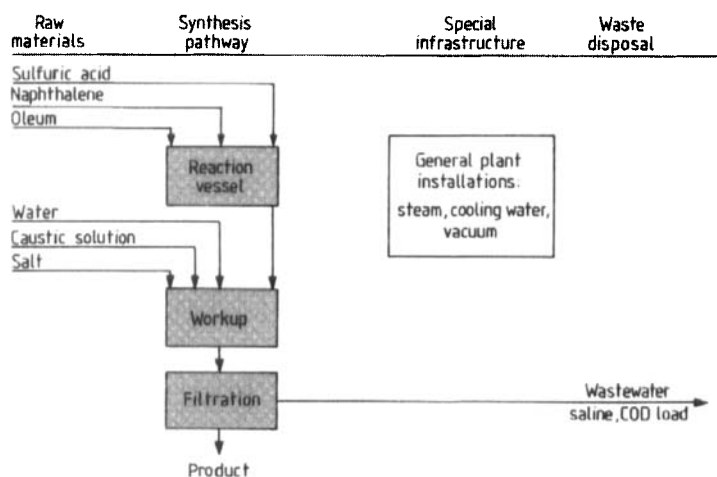 Raw materials
Synthesis pathway
Special infrastructure
Waste disposal
Sulfuric acid
Naphthalene
Oleum
Reaction vessel
General plant installations:
steam, cooling water, vacuum
Water
Caustic solution
Salt
Workup
Filtration
Wastewater
saline, COD load
Product